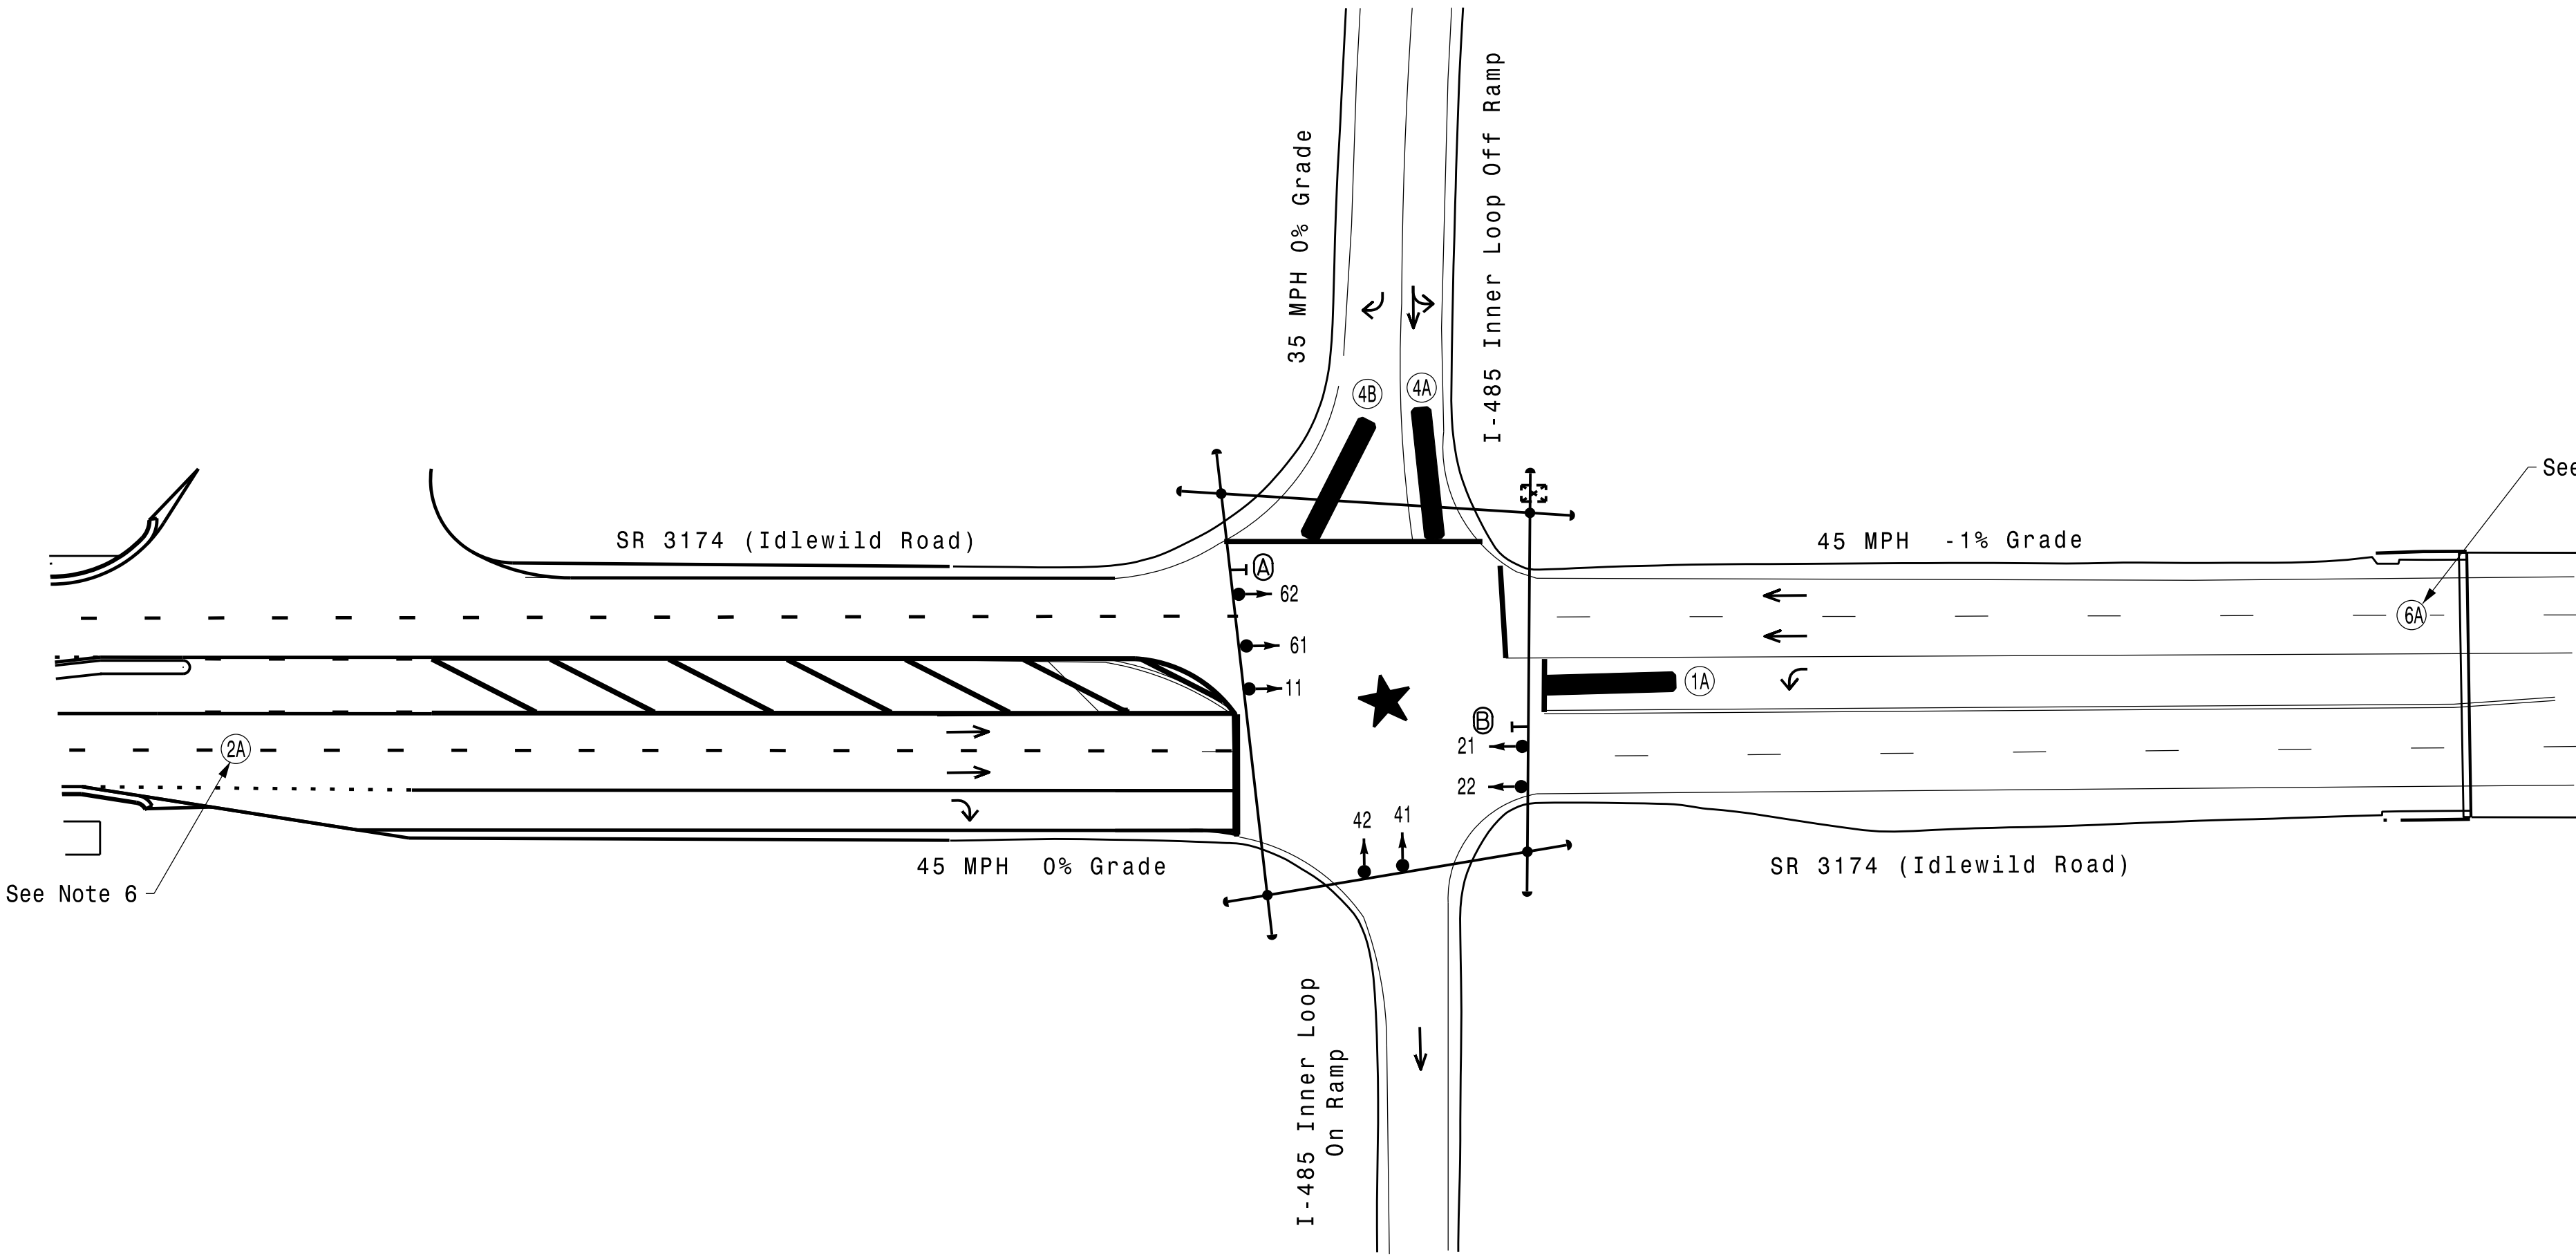 35 MPH 0% Grade
I-485 Inner Loop Off Ramp
4B
4A
See
SR 3174 (Idlewild Road)
45 MPH -1% Grade
A
62
6A
61
11
1A
B
21
2A
22
42
41
45 MPH 0% Grade
SR 3174 (Idlewild Road)
See Note 6
I-485 Inner Loop
On Ramp